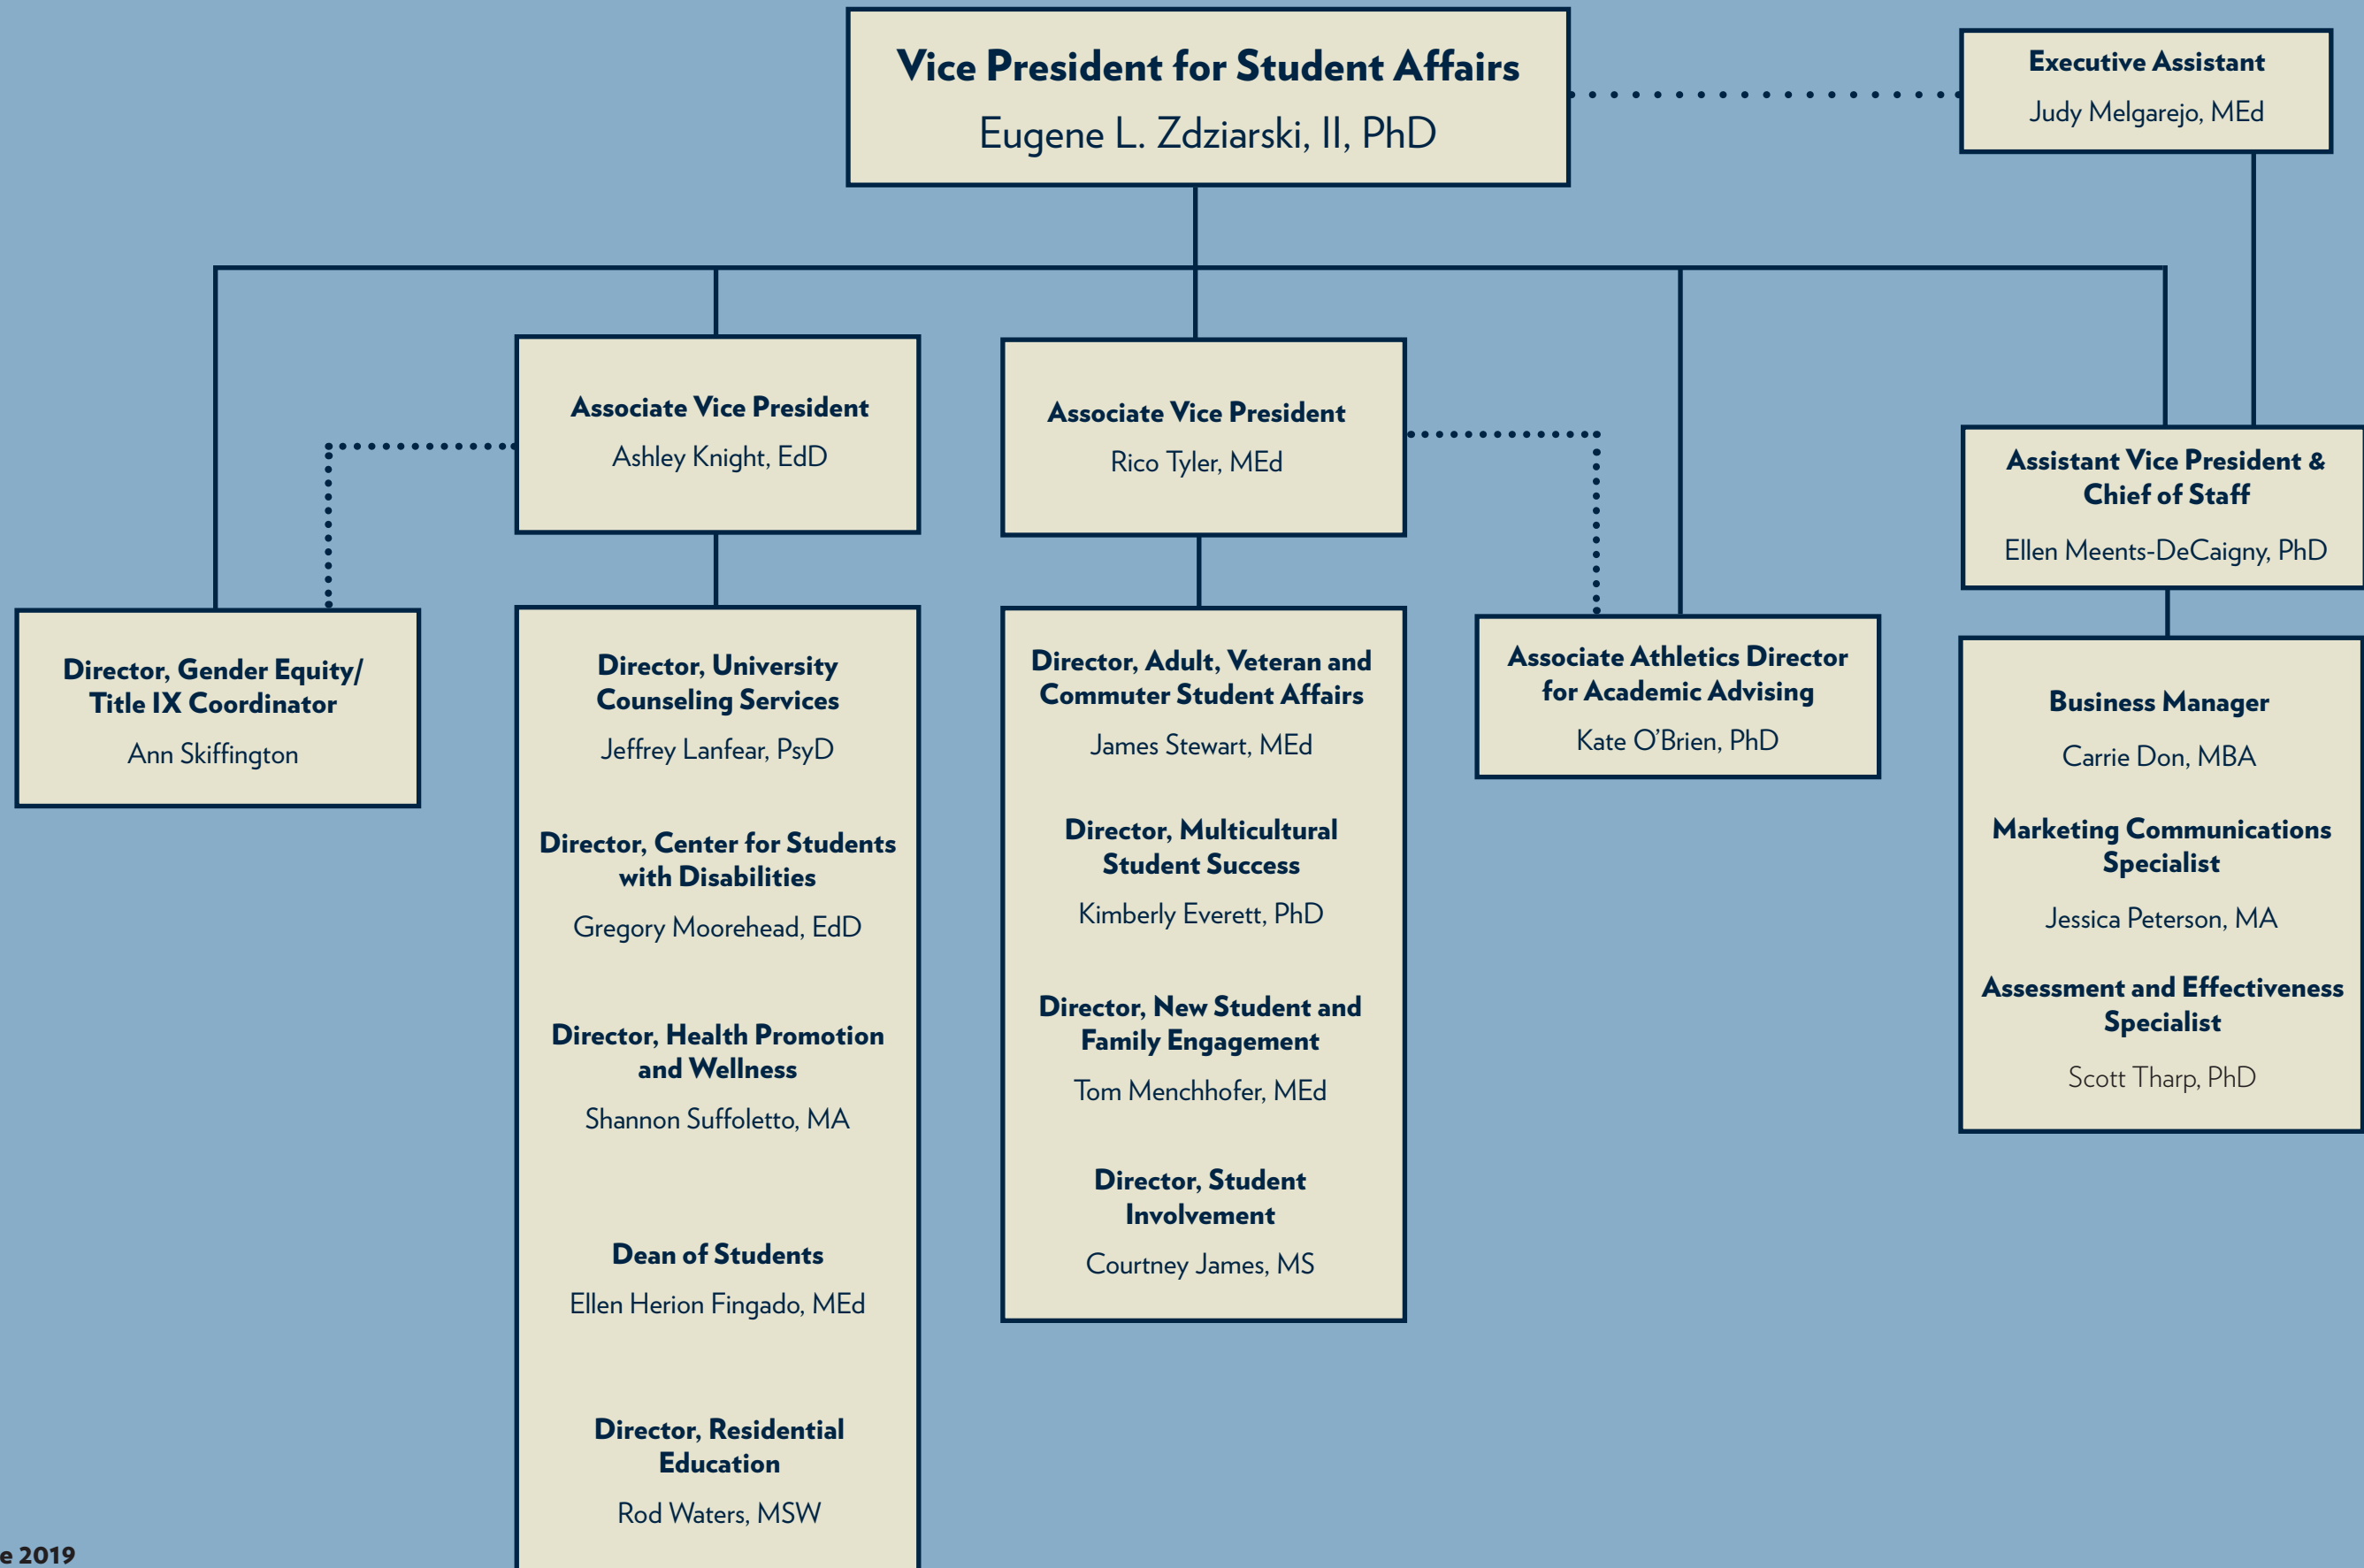 Vice President for Student Affairs
Eugene L. Zdziarski, II, PhD
Executive Assistant
Judy Melgarejo, MEd
Associate Vice President
Ashley Knight, EdD
Associate Vice President
Rico Tyler, MEd
Assistant Vice President &
Chief of Staff
Ellen Meents-DeCaigny, PhD
Director, Gender Equity/
Title IX Coordinator
Ann Skiffington
Director, University
Counseling Services
Jeffrey Lanfear, PsyD
Director, Center for Students
with Disabilities
Gregory Moorehead, EdD
Director, Health Promotion
and Wellness
Shannon Suffoletto, MA
Dean of Students
Ellen Herion Fingado, MEd
Director, Residential
Education
Rod Waters, MSW
Director, Adult, Veteran and
Commuter Student Affairs
James Stewart, MEd
Director, Multicultural
Student Success
Kimberly Everett, PhD
Director, New Student and
Family Engagement
Tom Menchhofer, MEd
Director, Student
Involvement
Courtney James, MS
Associate Athletics Director
for Academic Advising
Kate O’Brien, PhD
Business Manager
Carrie Don, MBA
Marketing Communications
Specialist
Jessica Peterson, MA
Assessment and Effectiveness
Specialist
Scott Tharp, PhD
e 2019